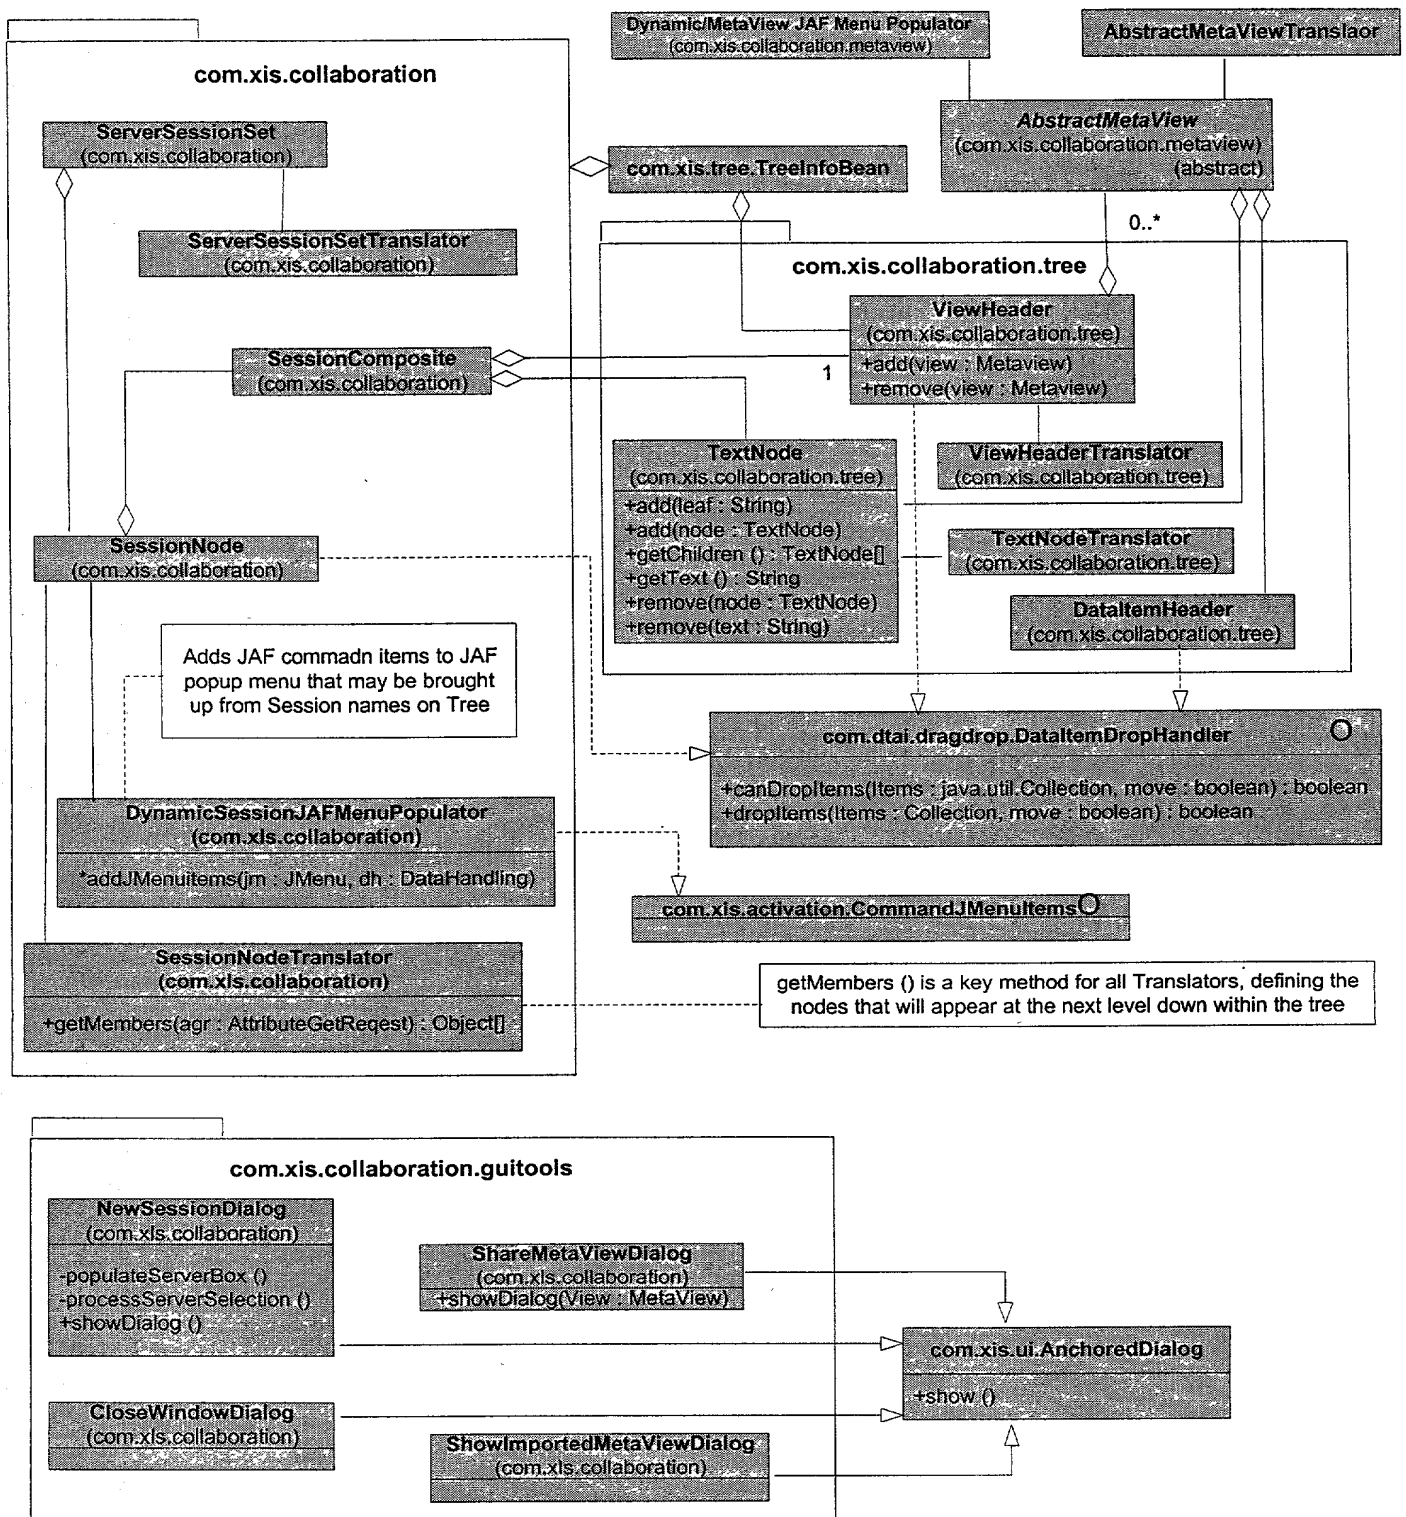 Dynamic/MetaView JAF Menu Populator
(com.xis.collaboration.metaview)
AbstractMetaViewTranslaor
com.xis.collaboration
AbstractMetaView
(com.xis.collaboration.metaview)
(abstract)
ServerSessionSet
(com.xis.collaboration)
com.xis.tree.TreeInfoBean
0..*
ServerSessionSetTranslator
(com.xis.collaboration)
com.xis.collaboration.tree
ViewHeader
(com.xis.collaboration.tree)
+add(view : Metaview)
+remove(view : Metaview)
SessionComposite
(com.xis.collaboration)
1
TextNode
(com.xis.collaboration.tree)
+add(leaf : String)
+add(node : TextNode)
+getChildren () : TextNode[]
+getText () : String
+remove(node : TextNode)
+remove(text : String)
ViewHeaderTranslator
(com.xis.collaboration.tree)
TextNodeTranslator
(com.xis.collaboration.tree)
SessionNode
(com.xis.collaboration)
DataItemHeader
(com.xis.collaboration.tree)
Adds JAF commadn items to JAF
popup menu that may be brought
up from Session names on Tree
com.dtai.dragdrop.DataItemDropHandler
+canDropItems(Items : java.util.Collection, move : boolean) : boolean
+dropItems(Items : Collection, move : boolean) : boolean
DynamicSessionJAFMenuPopulator
(com.xis.collaboration)
*addJMenuitems(jm : JMenu, dh : DataHandling)
com.xis.activation.CommandJMenuItems
SessionNodeTranslator
(com.xis.collaboration)
+getMembers(agr : AttributeGetReqest) : Object[]
getMembers () is a key method for all Translators, defining the
nodes that will appear at the next level down within the tree
com.xis.collaboration.guitools
NewSessionDialog
(com.xis.collaboration)
-populateServerBox ()
-processServerSelection ()
+showDialog ()
ShareMetaViewDialog
(com.xis.collaboration)
+showDialog(View : MetaView)
com.xis.ui.AnchoredDialog
+show ()
CloseWindowDialog
(com.xis.collaboration)
ShowImportedMetaViewDialog
(com.xis.collaboration)